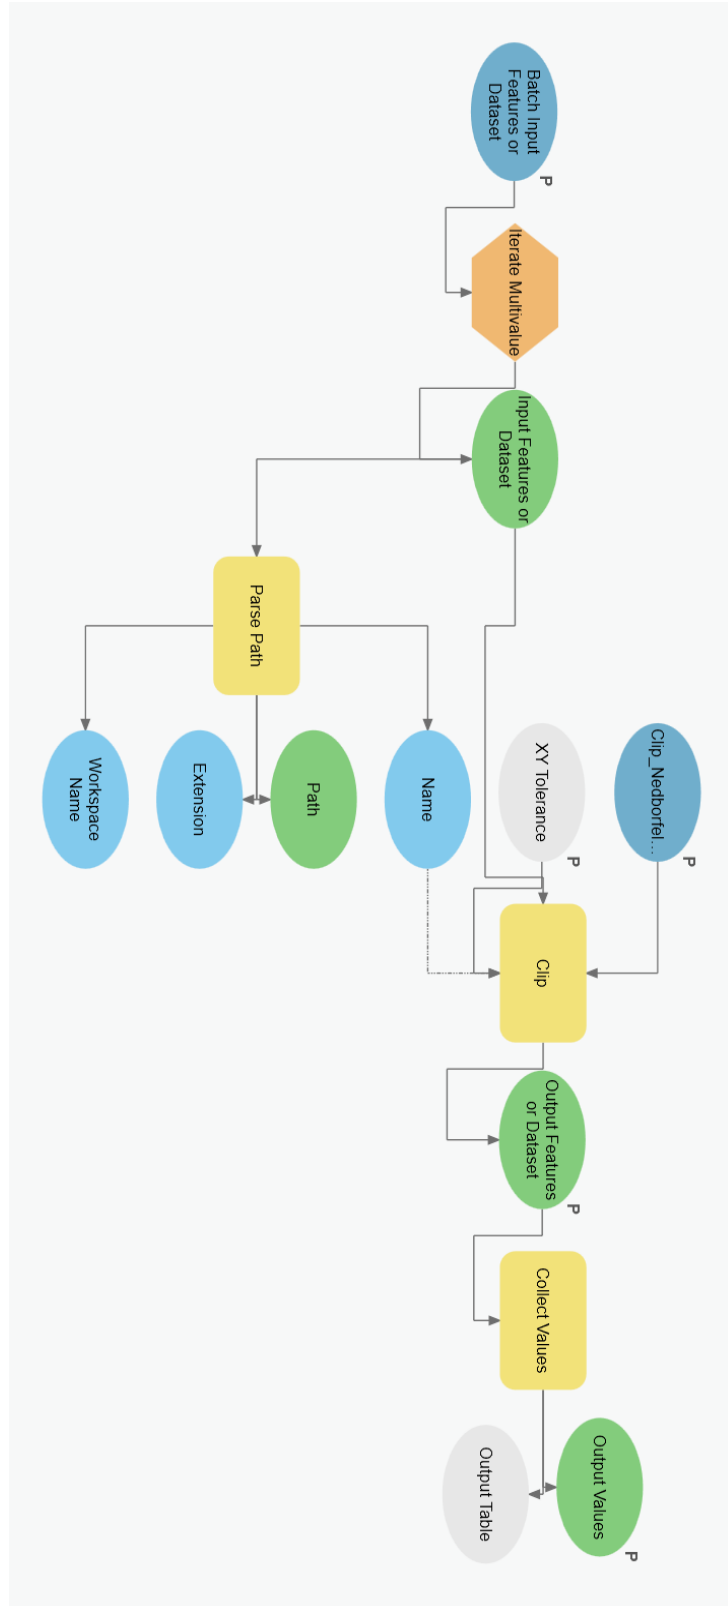 Batch Input
Features or
Dataset
P
Iterate Multivalue
Input Features or
Dataset
Parse Path
Workspace
Name
Extension
Path
Name
XY Tolerance
P
Clip_Nedborfel...
P
Clip
Output Features
or Dataset
P
Collect Values
Output Values
P
Output Table